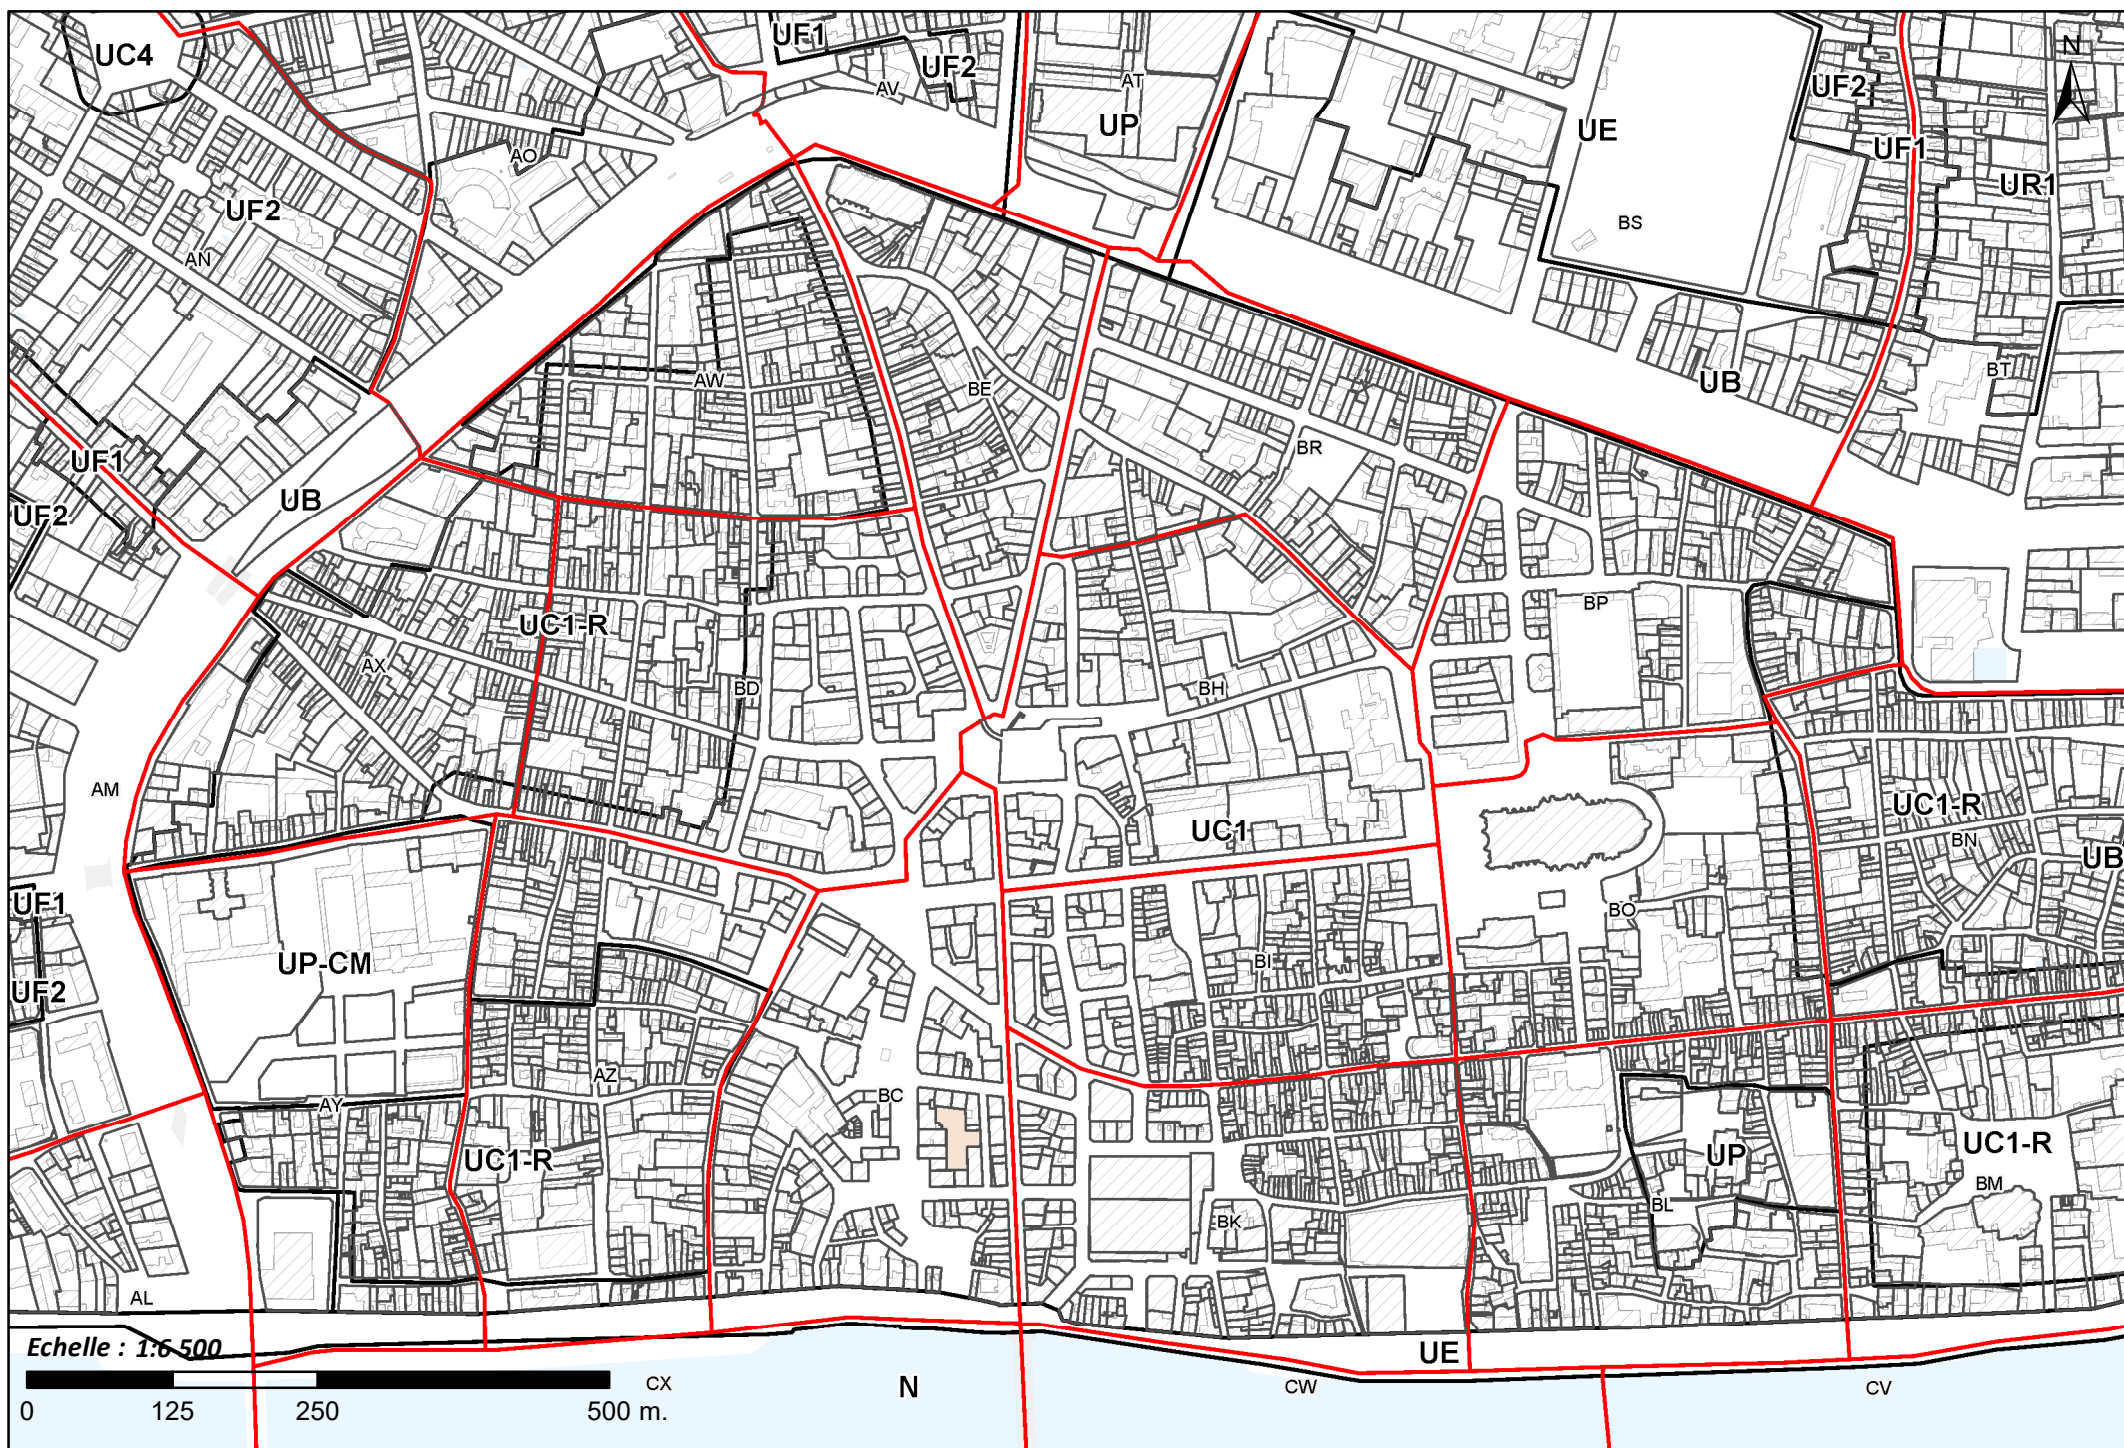 UC4
UF1
UF2
AV
AT
UP
UF2
N
UE
UF1
UR1
AO
UF2
BS
AN
AW
BE
UB
BT
BR
UF1
UB
UF2
BP
UC1-R
AX
BD
BH
AM
UC1
UC1-R
BN
UB
UF1
BO
UP-CM
BI
UF2
AZ
BC
AY
UC1-R
UP
UC1-R
BM
BL
BK
AL
Echelle : 1:6 500
UE
CX
N
CW
CV
0 125 250 500 m.